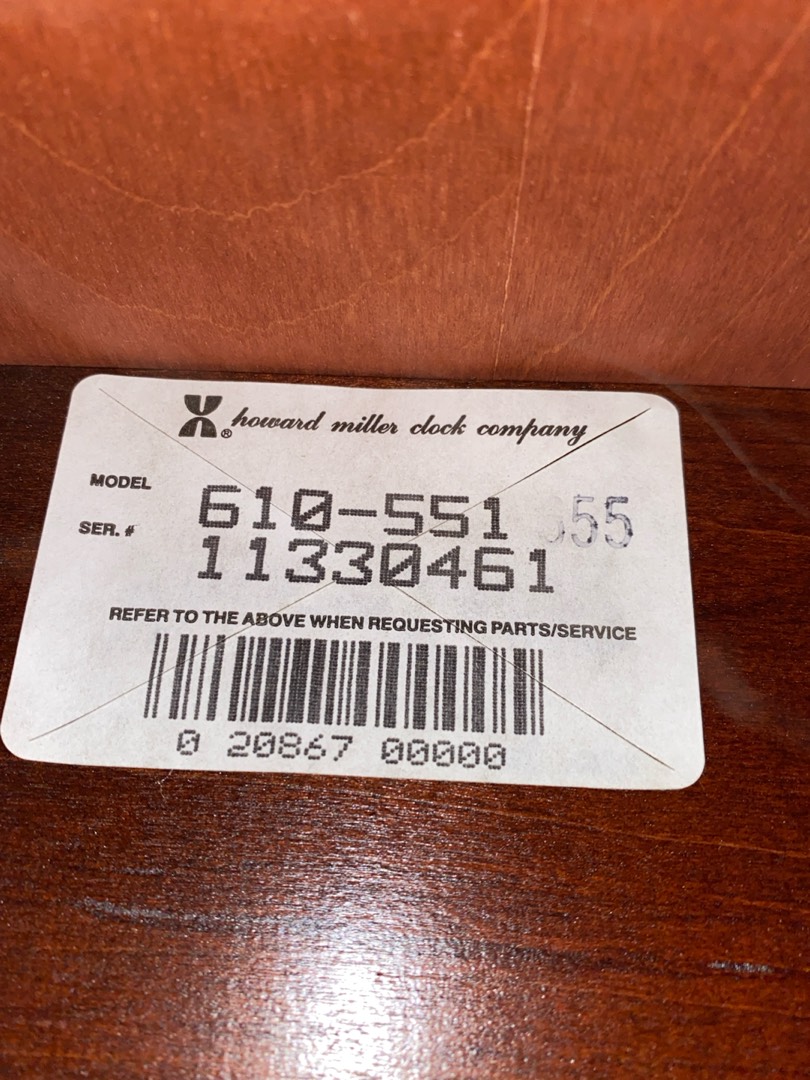 ® howard miller clock company
MODEL 610-551 55
SER. # 11330461
REFER TO THE ABOVE WHEN REQUESTING PARTS/SERVICE
0 20867 00000